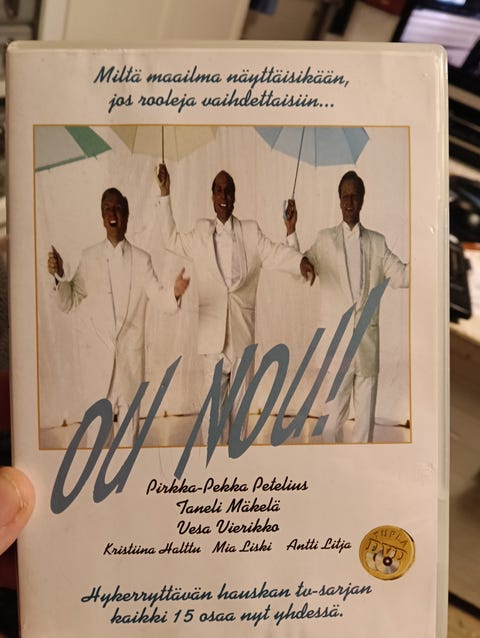 Miltä maailma näyttäisikään,
jos rooleja vaihdettaisiin...
OU NOU!
Pirkka-Pekka Petelius
Taneli Mäkelä
Vesa Vierikko
Kristiina Halttu Mia Liski Antti Litja
TUPLA
DVD
Hykerryttävän hauskan tv-sarjan
kaikki 15 osaa nyt yhdessä.